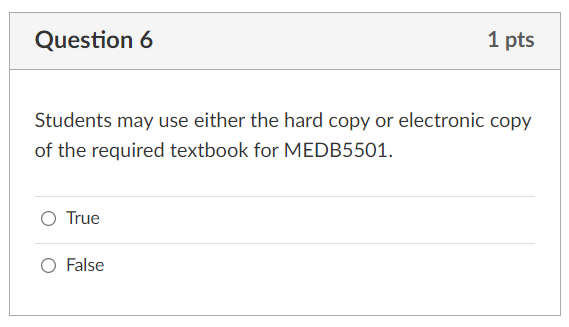 Question 6
1 pts
Students may use either the hard copy or electronic copy
of the required textbook for MEDB5501.
True
False